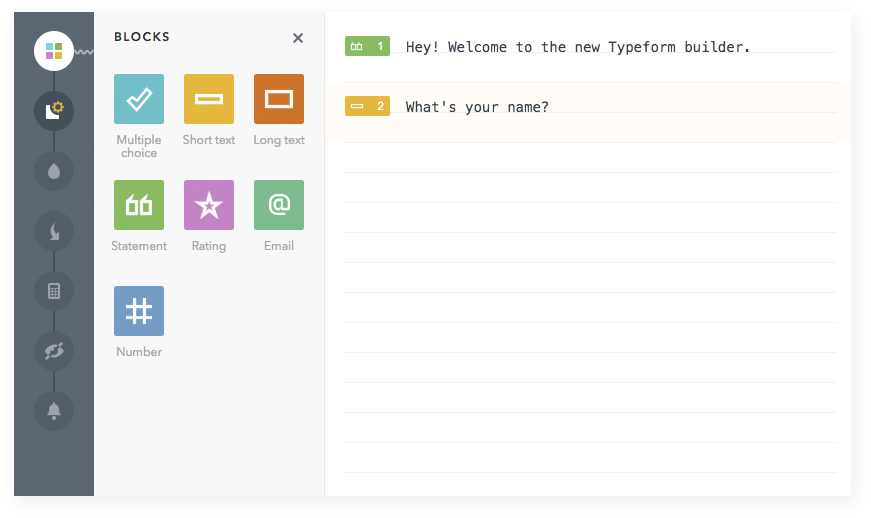 BLOCKS
Multiple
choice
Short text
Long text
Statement
Rating
@
Email
Number
1 Hey! Welcome to the new Typeform builder.
2 What's your name?